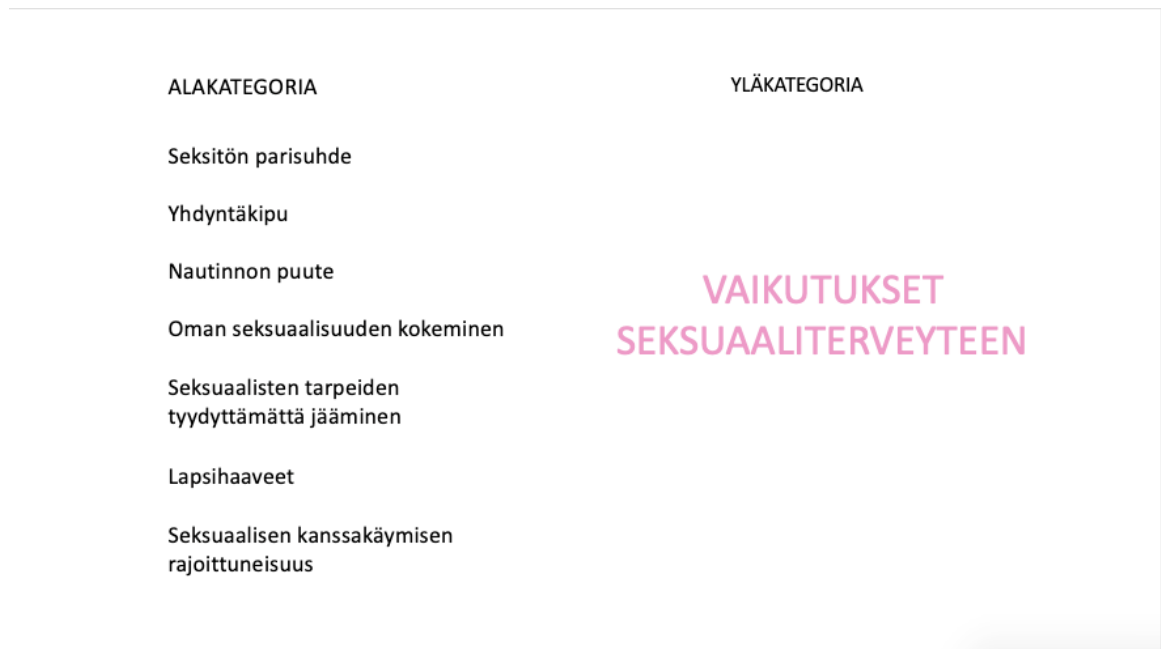 ALAKATEGORIA
YLÄKATEGORIA
Seksitön parisuhde
Yhdyntäkipu
Nautinnon puute
Oman seksuaalisuuden kokeminen
Seksuaalisten tarpeiden
tyydyttämättä jääminen
Lapsihaaveet
Seksuaalisen kanssakäymisen
rajoittuneisuus
VAIKUTUKSET
SEKSUAALITERVEYTEEN